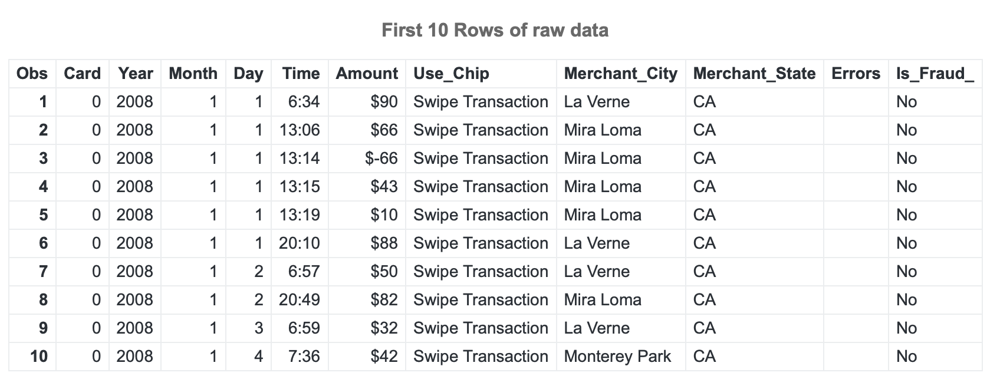 First 10 Rows of raw data
Obs Card Year Month Day Time Amount Use_Chip Merchant_City Merchant_State Errors Is_Fraud_
1 0 2008 1 1 6:34 $90 Swipe Transaction La Verne CA No
2 0 2008 1 1 13:06 $66 Swipe Transaction Mira Loma CA No
3 0 2008 1 1 13:14 $-66 Swipe Transaction Mira Loma CA No
4 0 2008 1 1 13:15 $43 Swipe Transaction Mira Loma CA No
5 0 2008 1 1 13:19 $10 Swipe Transaction Mira Loma CA No
6 0 2008 1 1 20:10 $88 Swipe Transaction La Verne CA No
7 0 2008 1 2 6:57 $50 Swipe Transaction La Verne CA No
8 0 2008 1 2 20:49 $82 Swipe Transaction Mira Loma CA No
9 0 2008 1 3 6:59 $32 Swipe Transaction La Verne CA No
10 0 2008 1 4 7:36 $42 Swipe Transaction Monterey Park CA No